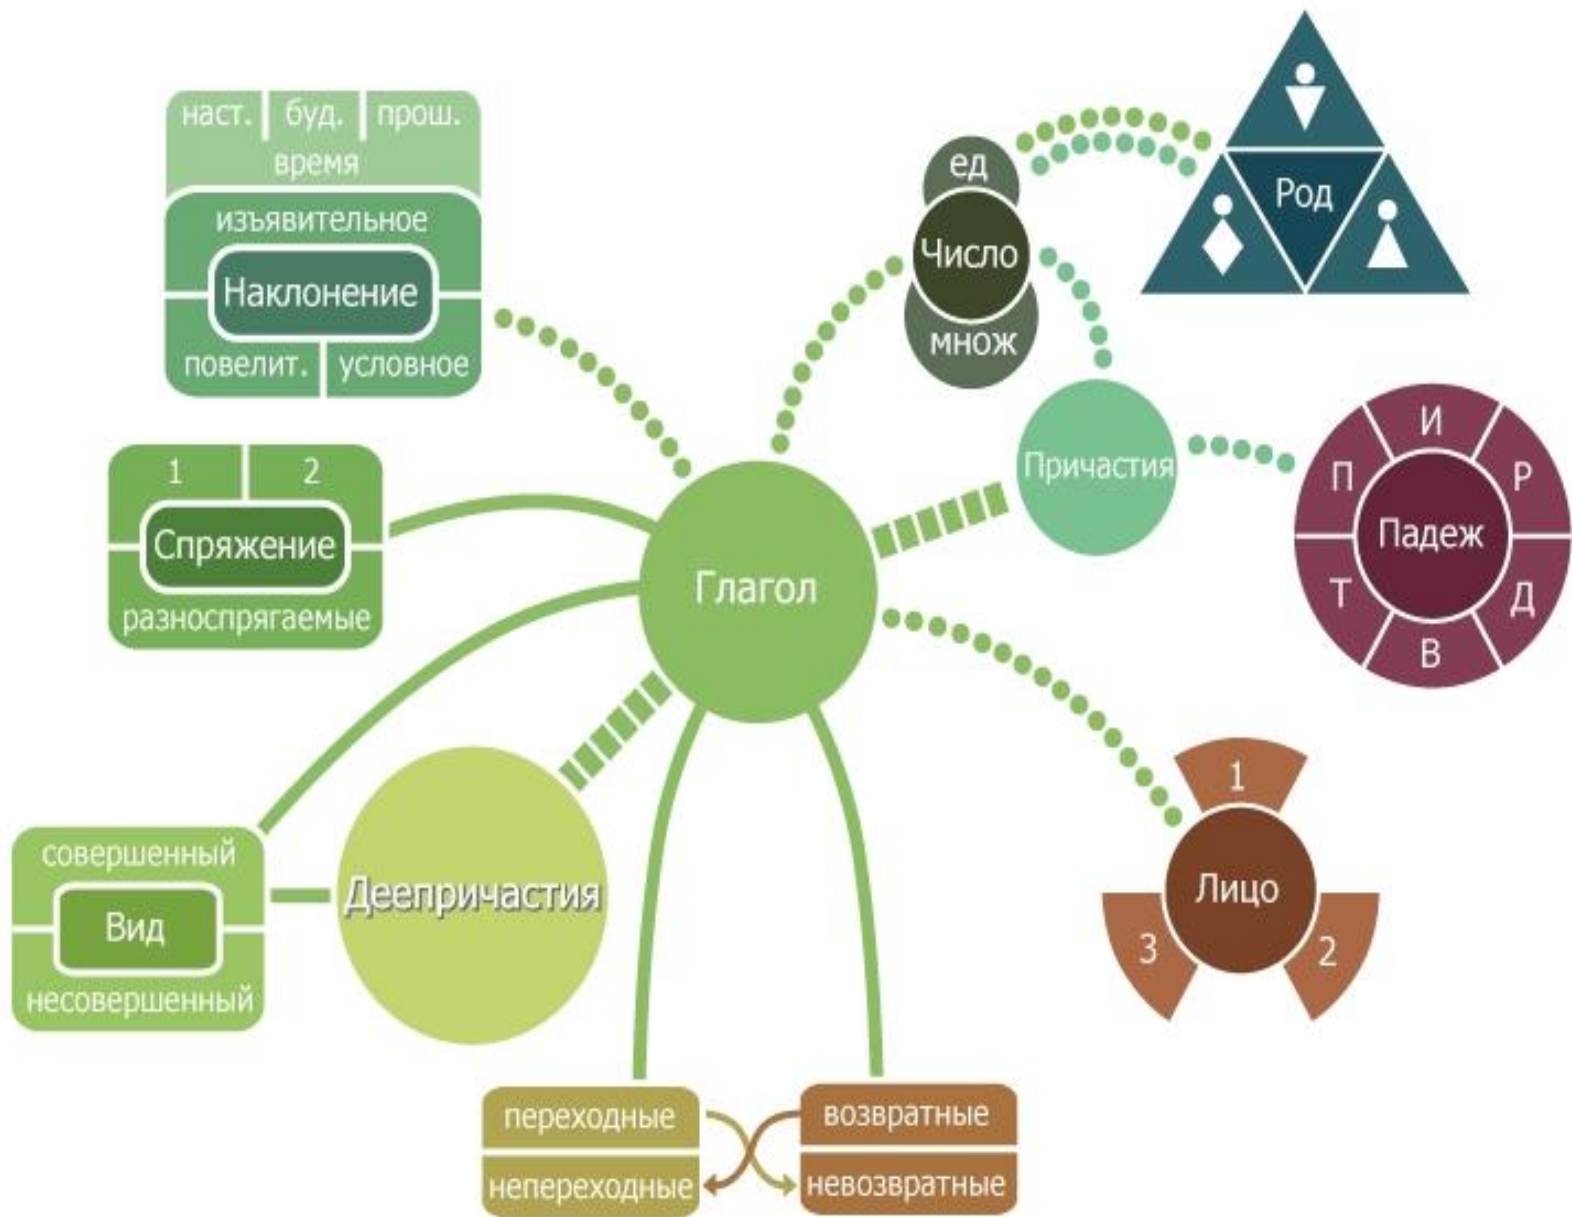 наст. буд. прош.
время
изъявительное
Наклонение
повелит. условное
1 2
Спряжение
разноспрягаемые
совершенный
Вид
несовершенный
Деепричастия
Глагол
переходные
непереходные
возвратные
невозвратные
ед
Число
множ
Род
Причастия
И
Р
Д
В
Т
П
Падеж
1
Лицо
3 2